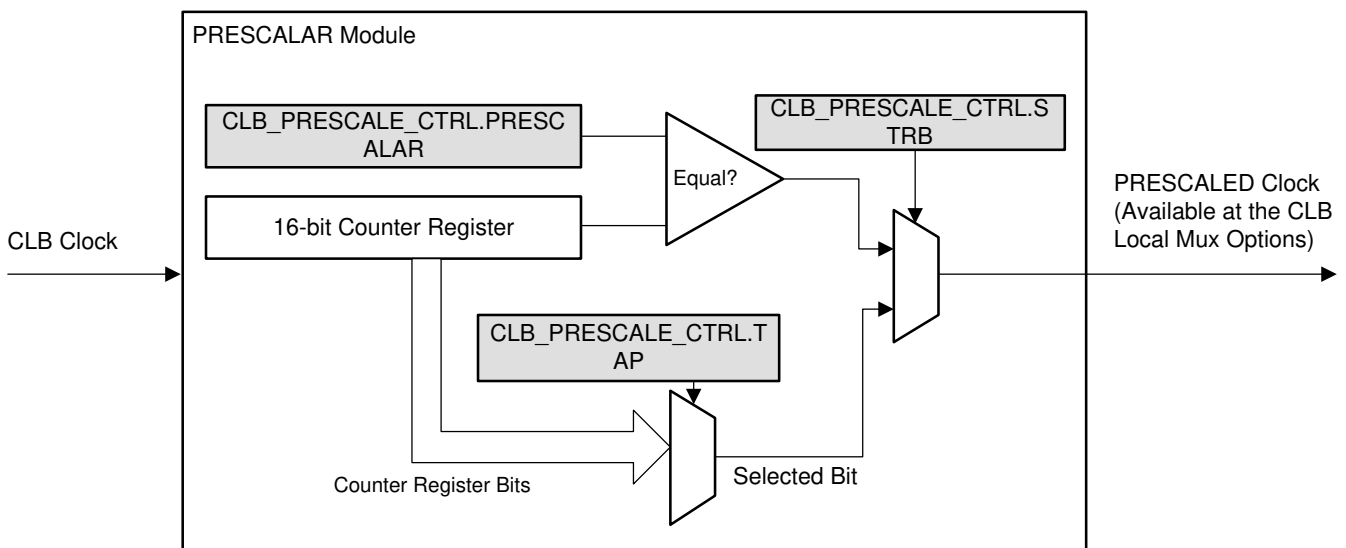 PRESCALAR Module
CLB_PRESCALE_CTRL.PRESC
ALAR
CLB_PRESCALE_CTRL.S
TRB
Equal?
16-bit Counter Register
CLB Clock
PRESCALED Clock
(Available at the CLB
Local Mux Options)
CLB_PRESCALE_CTRL.T
AP
Counter Register Bits
Selected Bit